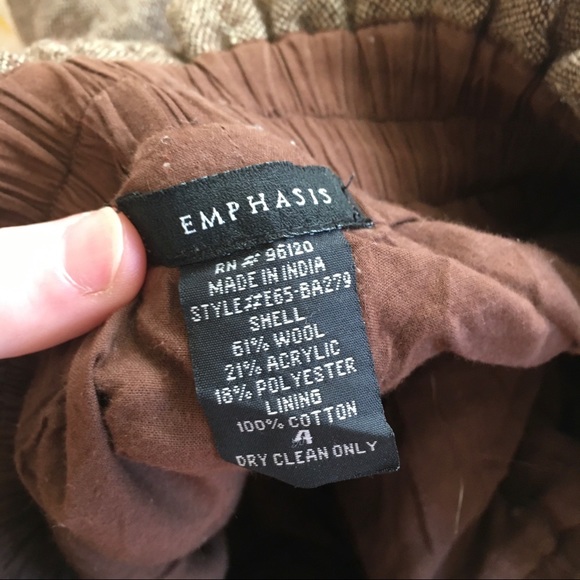 EMPHASIS
RN # 96120
MADE IN INDIA
STYLE#E65-BA279
SHELL
61% WOOL
21% ACRYLIC
18% POLYESTER
LINING
100% COTTON
4
DRY CLEAN ONLY